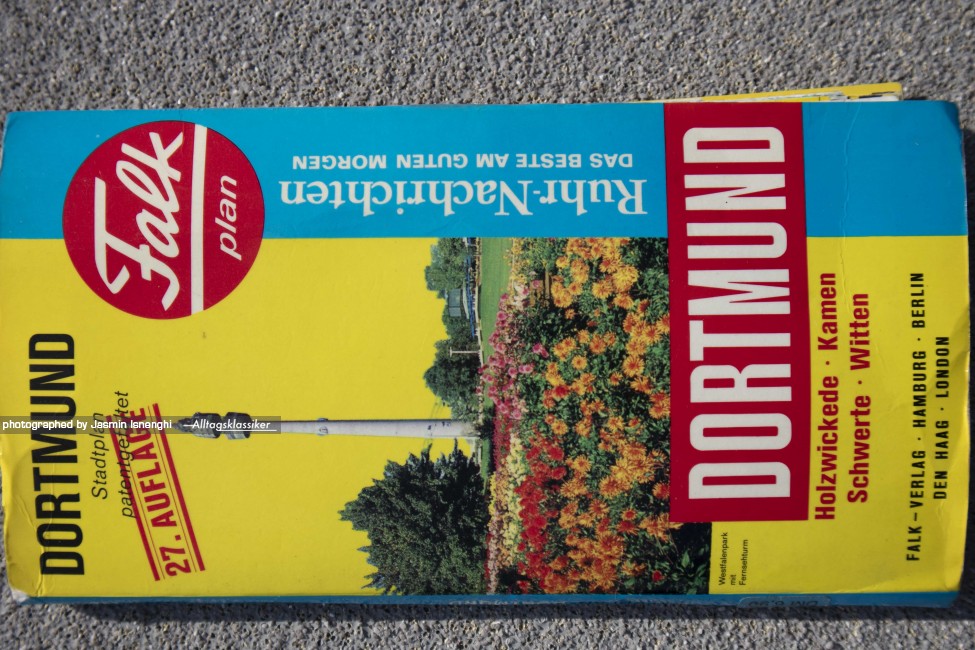 DORTMUND
Stadtplan
patentgefaltet
27. AUFLAGE
Falk
plan
Ruhr-Nachrichten
DAS BESTE AM GUTEN MORGEN
Westfalenpark
mit
Fernsehturm
DORTMUND
Holzwickede · Kamen
Schwerte · Witten
FALK – VERLAG · HAMBURG · BERLIN
DEN HAAG · LONDON
photographed by Jasmin Isnenghi — Alltagsklassiker